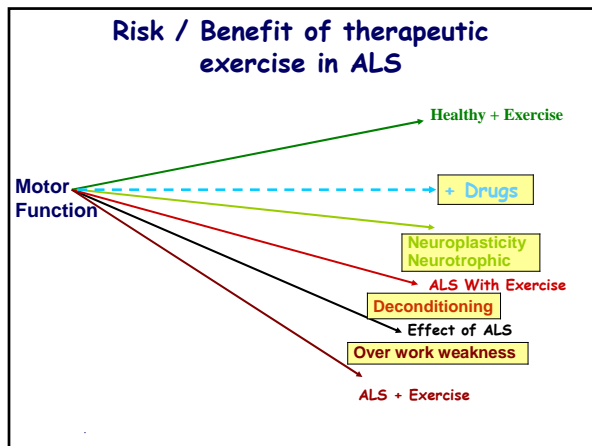 Risk / Benefit of therapeutic
exercise in ALS
Healthy + Exercise
Motor
Function
+ Drugs
Neuroplasticity
Neurotrophic
ALS With Exercise
Deconditioning
Effect of ALS
Over work weakness
ALS + Exercise